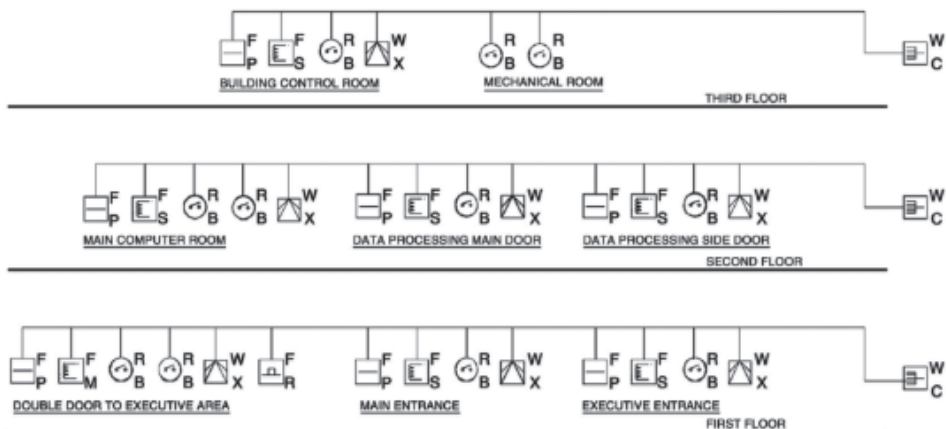 F F R W R R W
P S B X B B C
BUILDING CONTROL ROOM MECHANICAL ROOM
THIRD FLOOR
F F R R W F F R W F F R W W
P S B B X P S B X P S B X C
MAIN COMPUTER ROOM DATA PROCESSING MAIN DOOR DATA PROCESSING SIDE DOOR
SECOND FLOOR
F F R R W F F F R W F F R W W
P M B B X R P S B X P S B X C
DOUBLE DOOR TO EXECUTIVE AREA MAIN ENTRANCE EXECUTIVE ENTRANCE
FIRST FLOOR